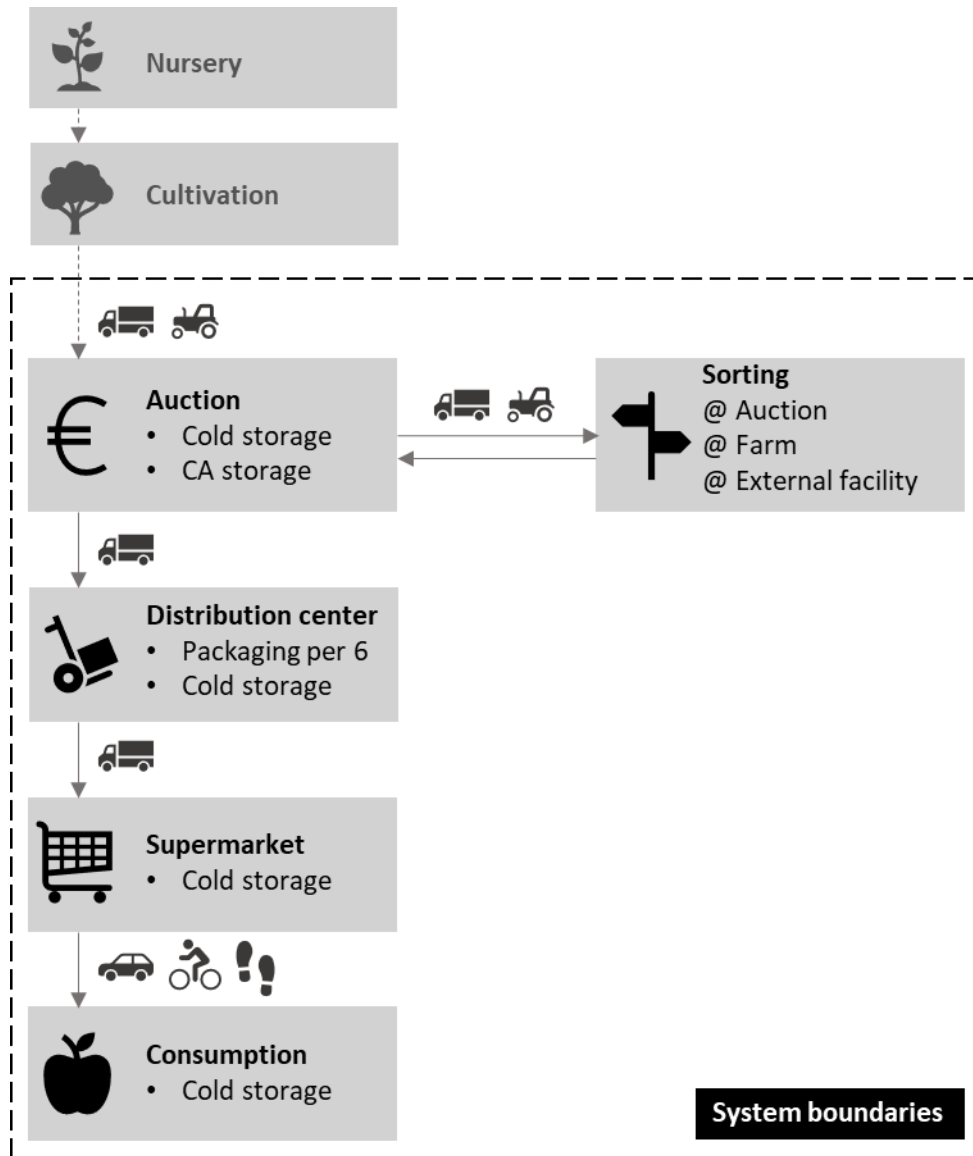 Nursery
Cultivation
Auction
• Cold storage
• CA storage
Sorting
@ Auction
@ Farm
@ External facility
Distribution center
• Packaging per 6
• Cold storage
Supermarket
• Cold storage
Consumption
• Cold storage
System boundaries